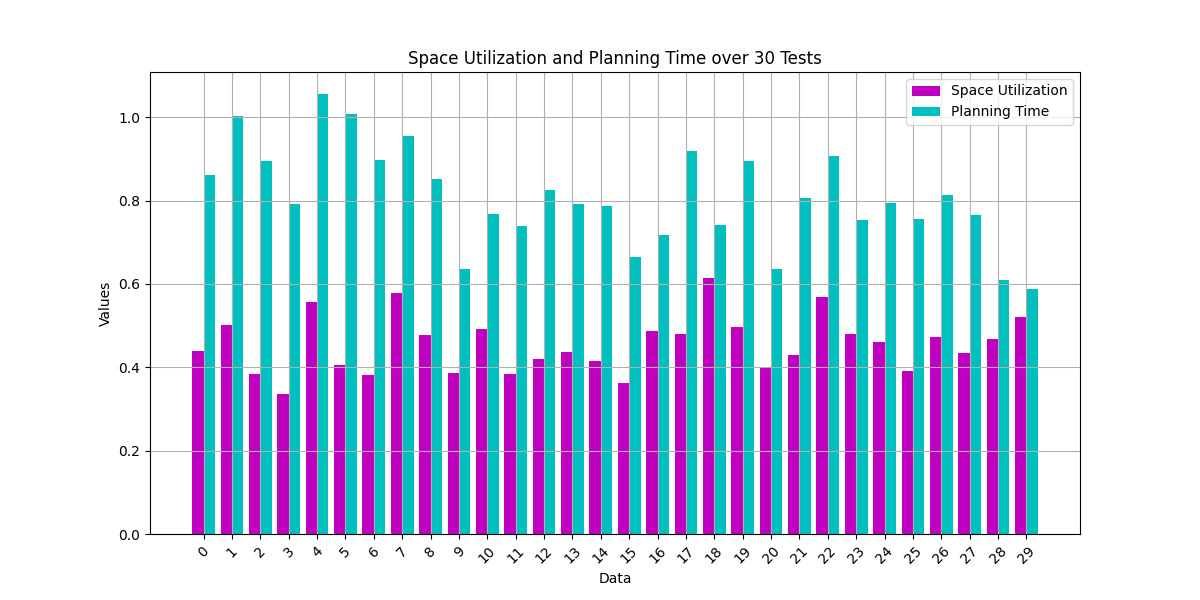 Space Utilization and Planning Time over 30 Tests
Space Utilization
Planning Time
Values
1.0
0.8
0.6
0.4
0.2
0.0
0 1 2 3 4 5 6 7 8 9 10 11 12 13 14 15 16 17 18 19 20 21 22 23 24 25 26 27 28 29
Data